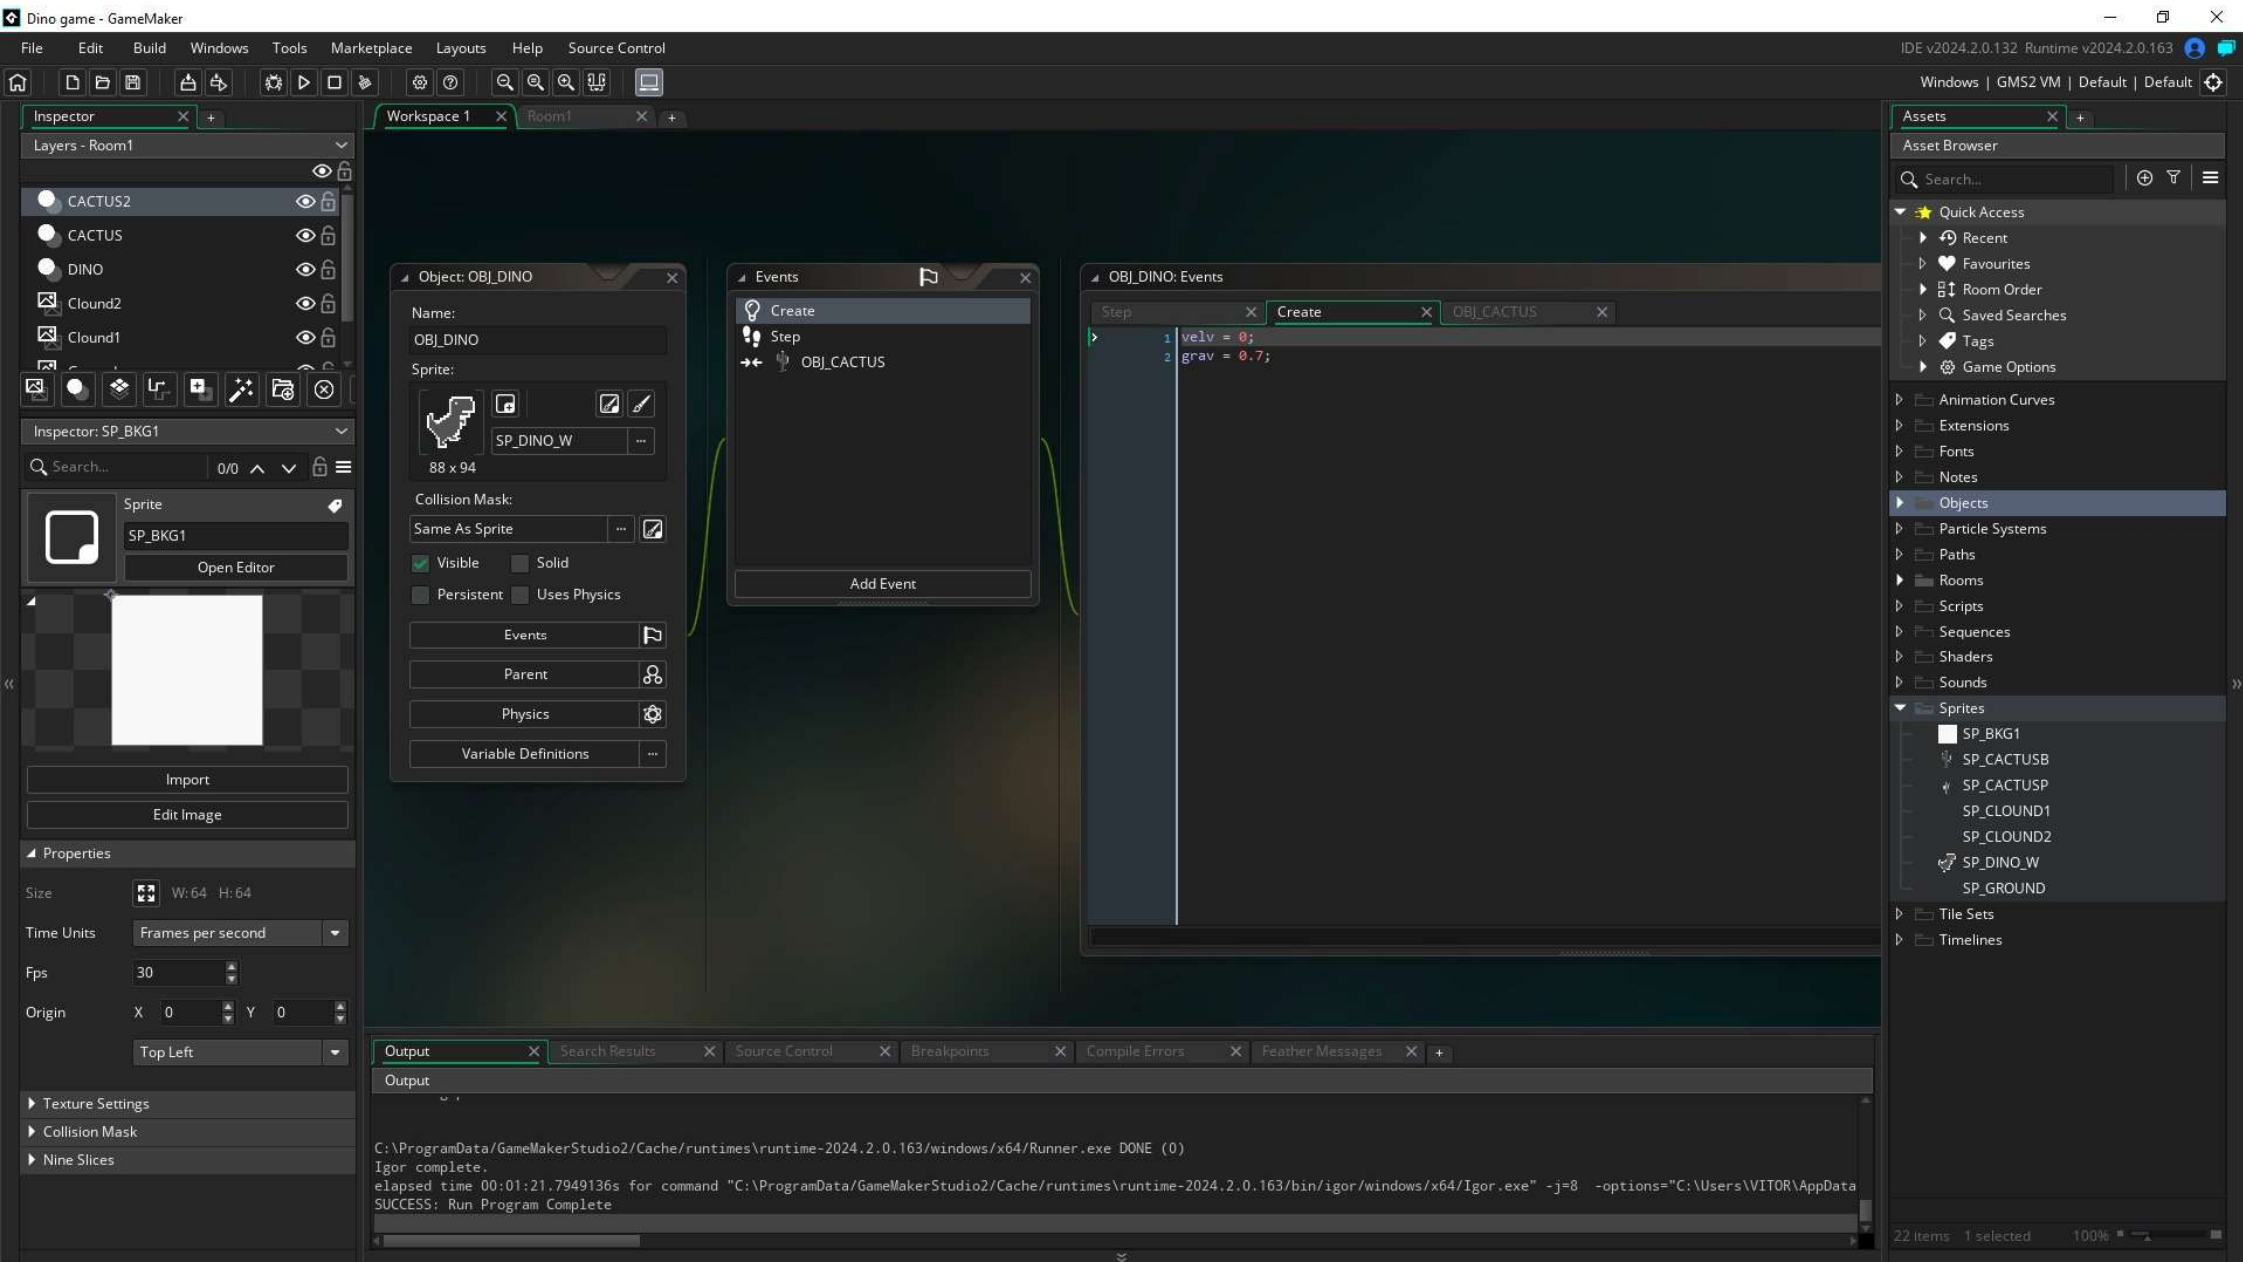 Dino game - GameMaker
File Edit Build Windows Tools Marketplace Layouts Help Source Control
IDE v2024.2.0.132 Runtime v2024.2.0.163
Windows | GMS2 VM | Default | Default
Inspector
Layers - Room1
CACTUS2
CACTUS
DINO
Clound2
Clound1
Inspector: SP_BKG1
Search... 0/0
Sprite
SP_BKG1
Open Editor
Import
Edit Image
Properties
Size W:64 H:64
Time Units Frames per second
Fps 30
Origin X 0 Y 0
Top Left
Texture Settings
Collision Mask
Nine Slices
Workspace 1 Room1
Object: OBJ_DINO
Name:
OBJ_DINO
Sprite:
SP_DINO_W
88 x 94
Collision Mask:
Same As Sprite
Visible Solid
Persistent Uses Physics
Events
Parent
Physics
Variable Definitions
Events
Create
Step
OBJ_CACTUS
Add Event
OBJ_DINO: Events
Step Create OBJ_CACTUS
1 velv = 0;
2 grav = 0.7;
Output Search Results Source Control Breakpoints Compile Errors Feather Messages
Output
C:\ProgramData/GameMakerStudio2/Cache/runtimes\runtime-2024.2.0.163/windows/x64/Runner.exe DONE (0)
Igor complete.
elapsed time 00:01:21.7949136s for command "C:\ProgramData/GameMakerStudio2/Cache/runtimes\runtime-2024.2.0.163/bin/igor/windows/x64/Igor.exe" -j=8 -options="C:\Users\VITOR\AppData
SUCCESS: Run Program Complete
Assets
Asset Browser
Search...
Quick Access
Recent
Favourites
Room Order
Saved Searches
Tags
Game Options
Animation Curves
Extensions
Fonts
Notes
Objects
Particle Systems
Paths
Rooms
Scripts
Sequences
Shaders
Sounds
Sprites
SP_BKG1
SP_CACTUSB
SP_CACTUSP
SP_CLOUND1
SP_CLOUND2
SP_DINO_W
SP_GROUND
Tile Sets
Timelines
22 items 1 selected 100%